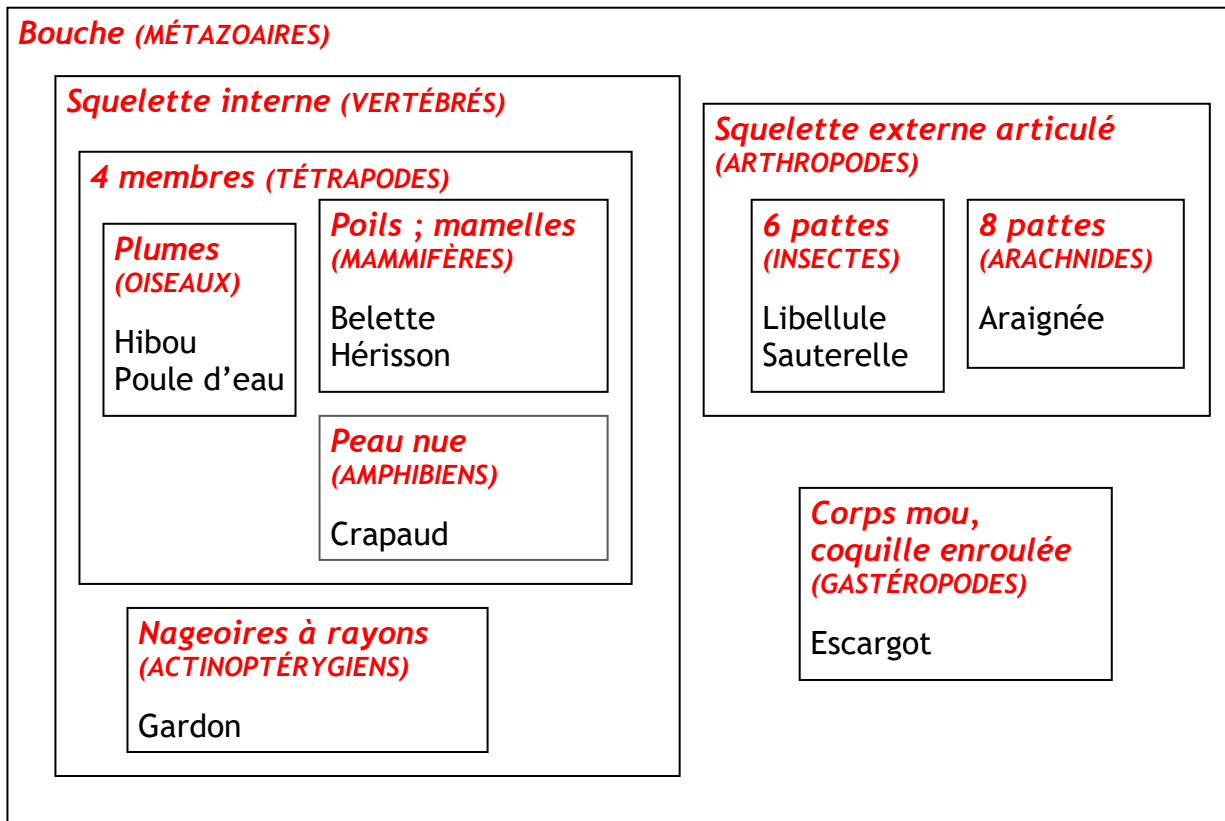 Bouche (MÉTAZOAIRES)
Squelette interne (VERTÉBRÉS)
4 membres (TÉTRAPODES)
Plumes
(OISEAUX)
Hibou
Poule d’eau
Poils ; mamelles
(MAMMIFÈRES)
Belette
Hérisson
Peau nue
(AMPHIBIENS)
Crapaud
Nageoires à rayons
(ACTINOPTÉRYGIENS)
Gardon
Squelette externe articulé
(ARTHROPODES)
6 pattes
(INSECTES)
Libellule
Sauterelle
8 pattes
(ARACHNIDES)
Araignée
Corps mou,
coquille enroulée
(GASTÉROPODES)
Escargot